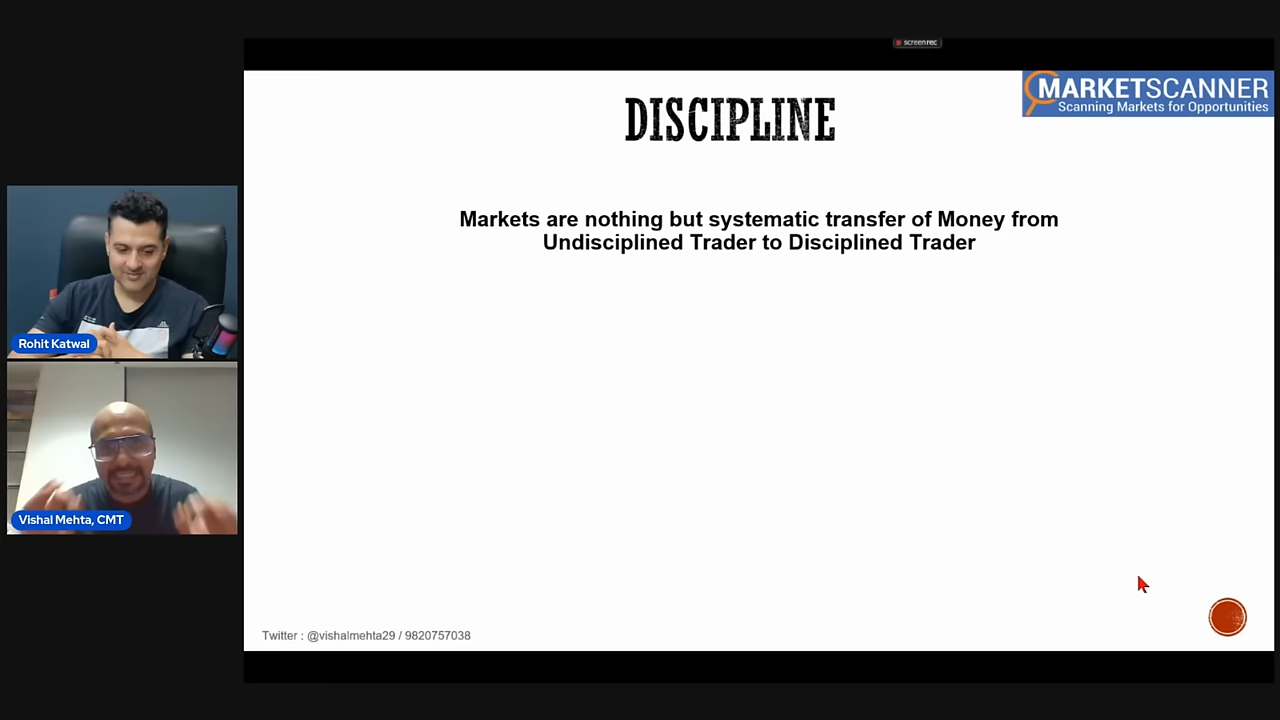 screenrec
MARKETSCANNER
Scanning Markets for Opportunities
DISCIPLINE
Markets are nothing but systematic transfer of Money from
Undisciplined Trader to Disciplined Trader
Rohit Katwal
Vishal Mehta, CMT
Twitter : @vishalmehta29 / 9820757038